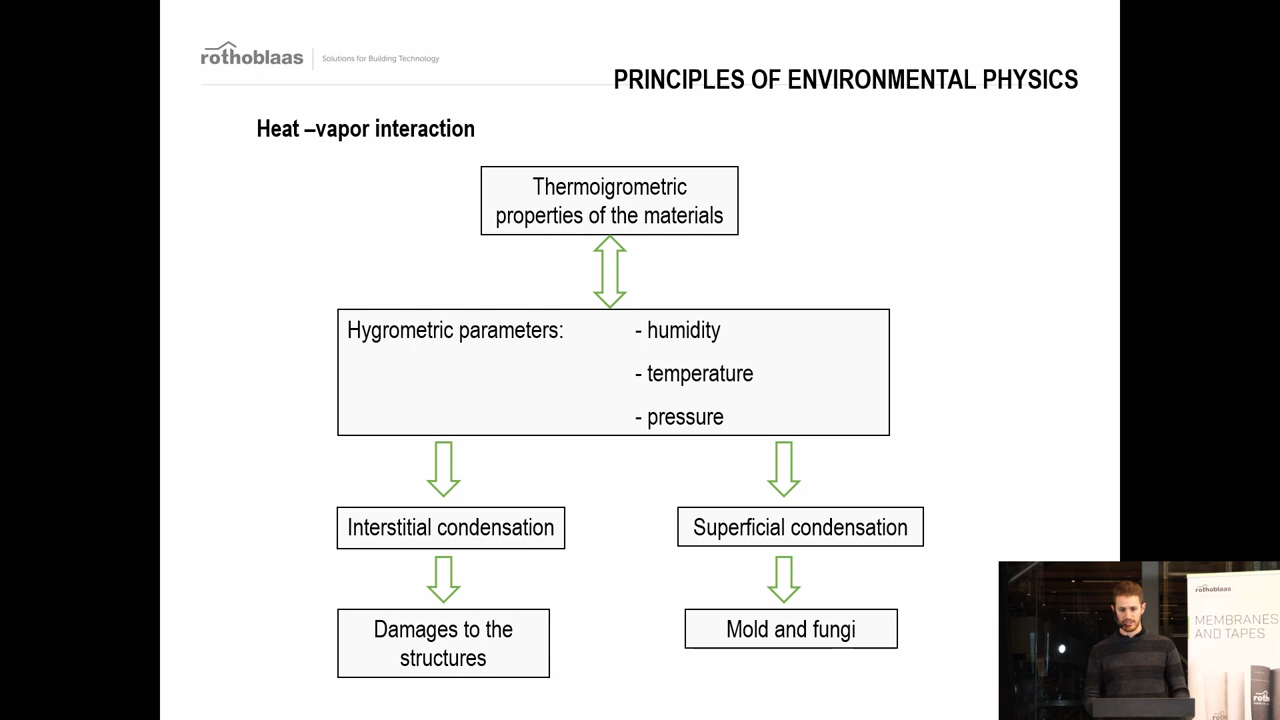 rothoblaas
Solutions for Building Technology
PRINCIPLES OF ENVIRONMENTAL PHYSICS
Heat –vapor interaction
Thermoigrometric
properties of the materials
Hygrometric parameters: - humidity
- temperature
- pressure
Interstitial condensation
Superficial condensation
Damages to the
structures
Mold and fungi
rothoblaas
MEMBRANES
AND TAPES